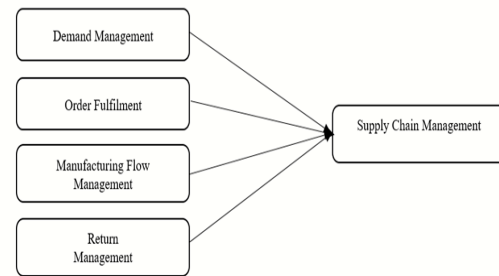 Demand Management
Order Fulfilment
Manufacturing Flow
Management
Return
Management
Supply Chain Management